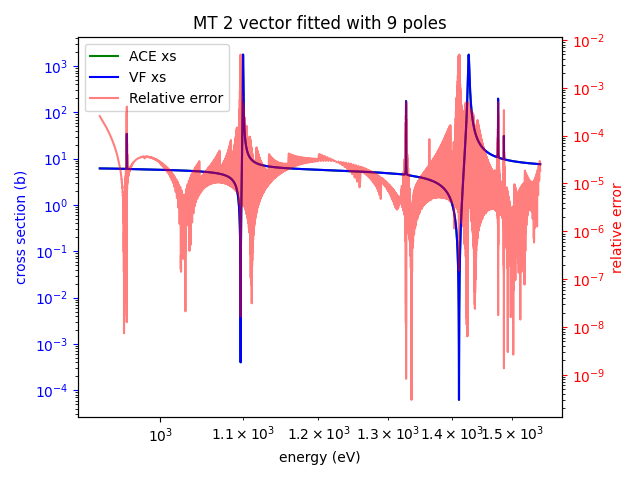 MT 2 vector fitted with 9 poles
ACE xs
VF xs
Relative error
cross section (b)
10³
10²
10¹
10⁰
10⁻¹
10⁻²
10⁻³
10⁻⁴
10⁻²
10⁻³
10⁻⁴
10⁻⁵
10⁻⁶
10⁻⁷
10⁻⁸
10⁻⁹
relative error
10³ 1.1 × 10³ 1.2 × 10³ 1.3 × 10³ 1.4 × 10³ 1.5 × 10³
energy (eV)